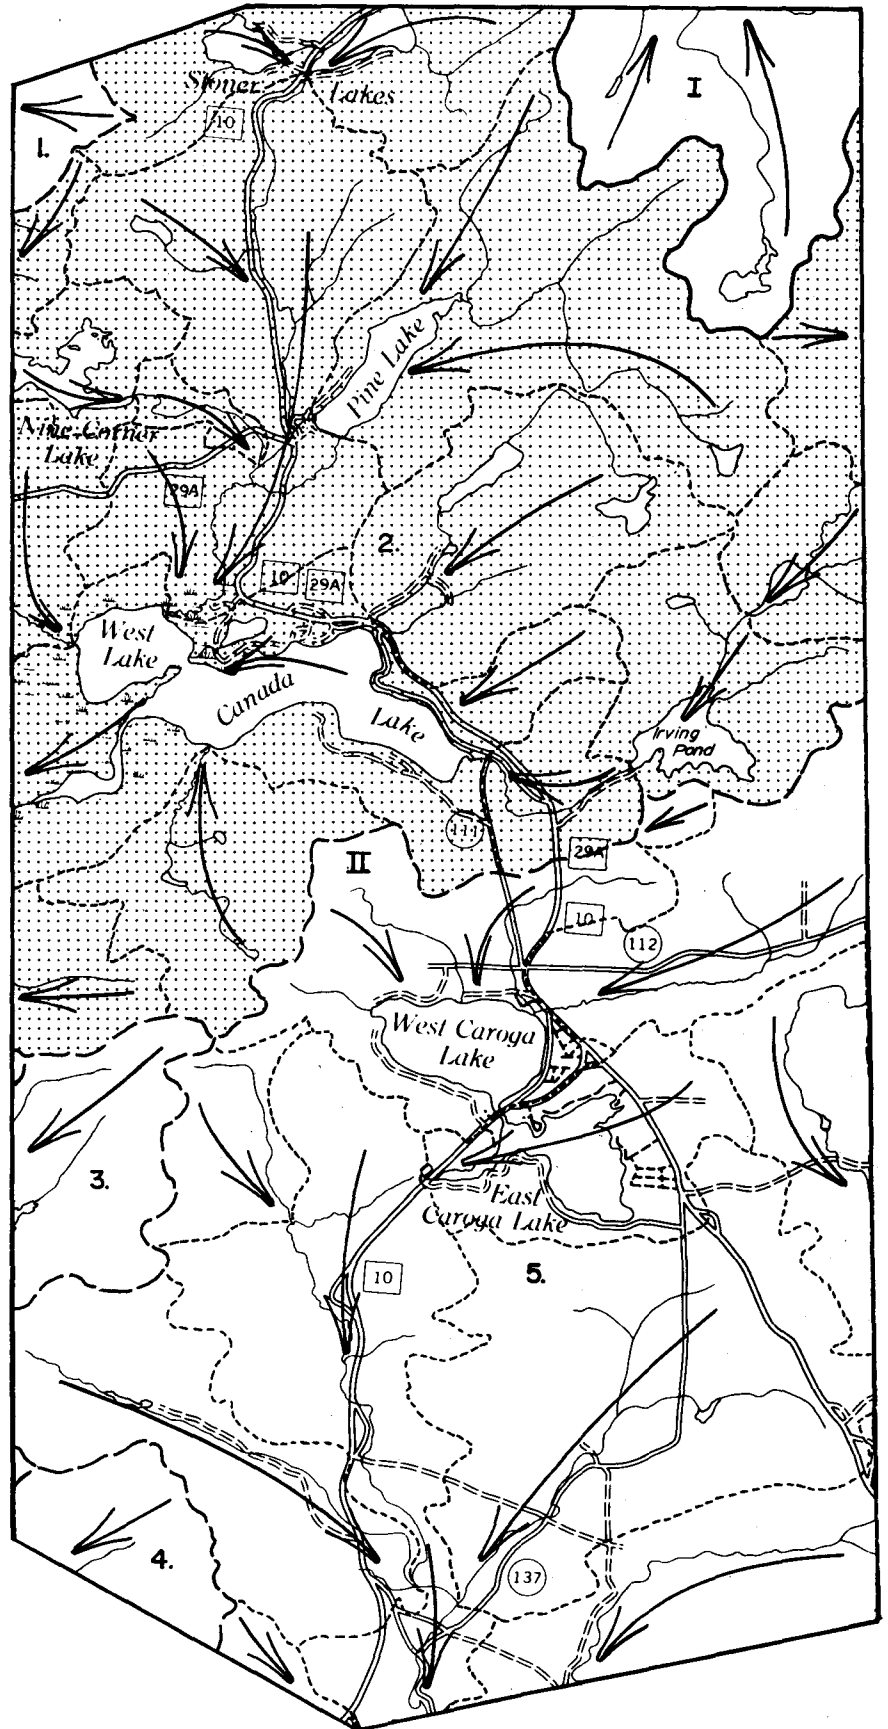 Stoner
Lakes
I
10
1.
Pine Lake
Nine Corner
Lake
29A
2.
10
29A
West
Lake
Canada
Lake
Irving
Pond
111
29A
II
10
112
West Caroga
Lake
3.
East
Caroga Lake
5.
10
4.
137